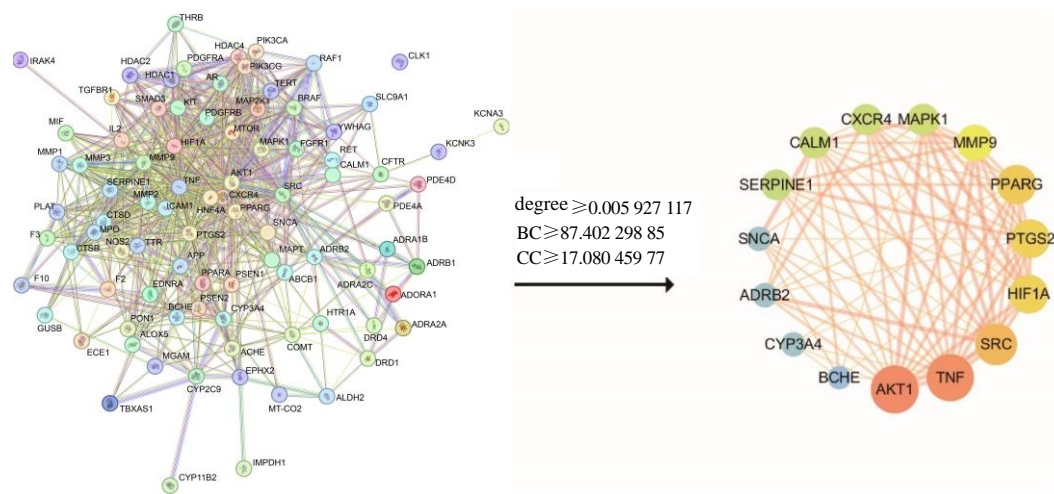 THRB
HDAC4
PIK3CA
IRAK4
HDAC2
PDGFRA
PIK3CG
RAF1
CLK1
HDAC1
AR
TERT
TGFBR1
SMAD3
KIT
MAP2K1
BRAF
SLC9A1
MIF
IL2
PDGFRB
MTOR
YWHAG
KCNA3
HIF1A
MAPK1
FGFR1
RET
KCNK3
MMP1
MMP3
MMP9
CALM1
CFTR
SERPINE1
TNF
AKT1
SRC
PDE4D
PLAT
MMP2
CXCR4
CTSD
ICAM1
HNF4A
PPARG
PDE4A
F3
MPO
SNCA
NOS2
PTGS2
CTSB
TTR
MAPT
ADRB2
ADRA1B
APP
ADRB1
F10
F2
EDNRA
PPARA
PSEN1
ABCB1
ADRA2C
ADORA1
PSEN2
GUSB
PON1
BCHE
CYP3A4
HTR1A
ALOX5
DRD4
ADRA2A
ECE1
ACHE
COMT
MGAM
DRD1
CYP2C9
EPHX2
TBXAS1
MT-CO2
ALDH2
IMPDH1
CYP11B2
degree ≥0.005 927 117
BC≥87.402 298 85
CC≥17.080 459 77
CXCR4
MAPK1
CALM1
MMP9
SERPINE1
PPARG
SNCA
PTGS2
ADRB2
HIF1A
CYP3A4
SRC
BCHE
AKT1
TNF